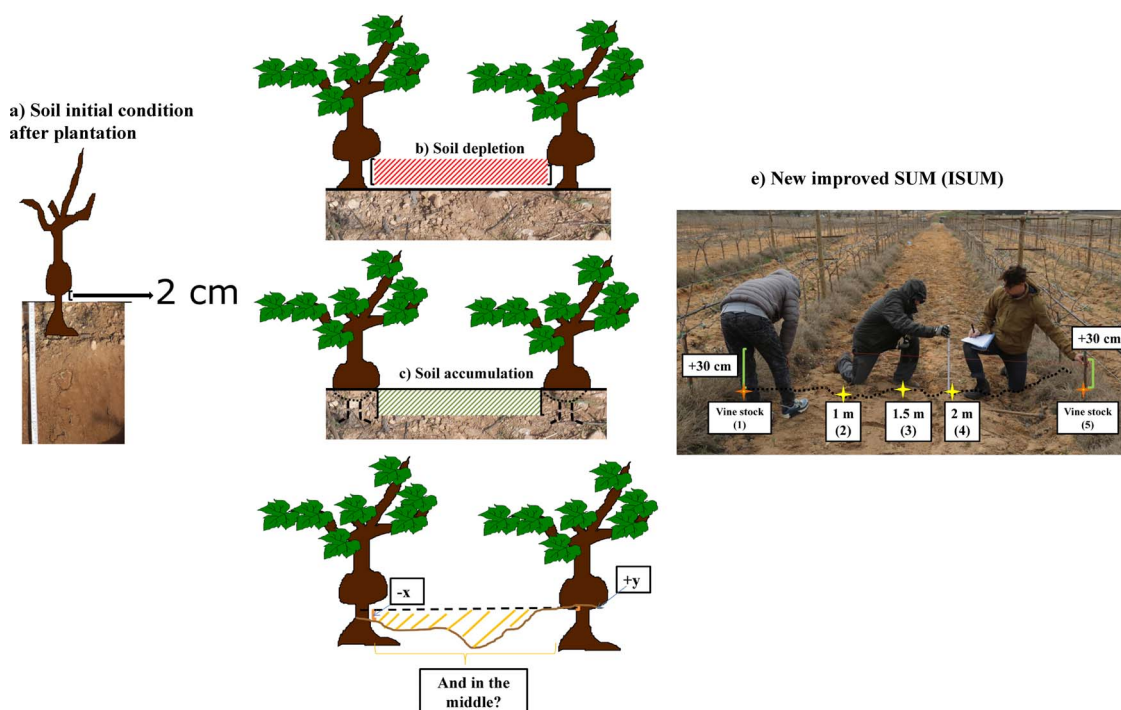 a) Soil initial condition
after plantation
2 cm
b) Soil depletion
c) Soil accumulation
-x
+y
And in the
middle?
e) New improved SUM (ISUM)
+30 cm
+30 cm
Vine stock
(1)
1 m
(2)
1.5 m
(3)
2 m
(4)
Vine stock
(5)